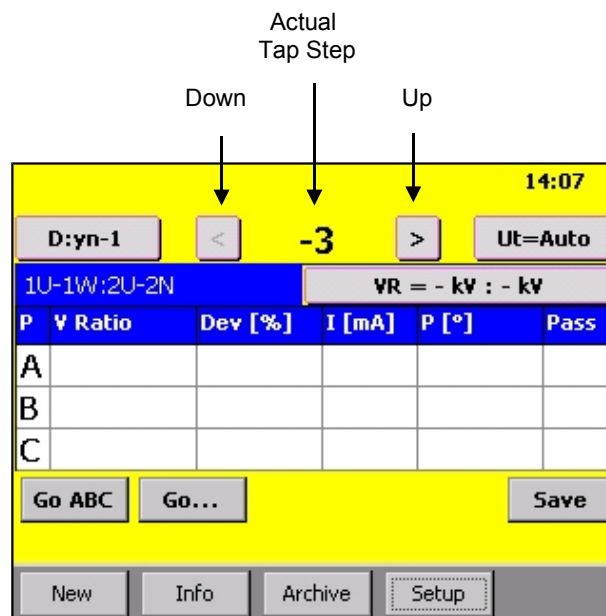 Actual
Tap Step
Down Up
14:07
D:yn-1 < -3 > Ut=Auto
1U-1W:2U-2N VR = - kV : - kV
P V Ratio Dev [%] I [mA] P [°] Pass
A
B
C
Go ABC Go... Save
New Info Archive Setup